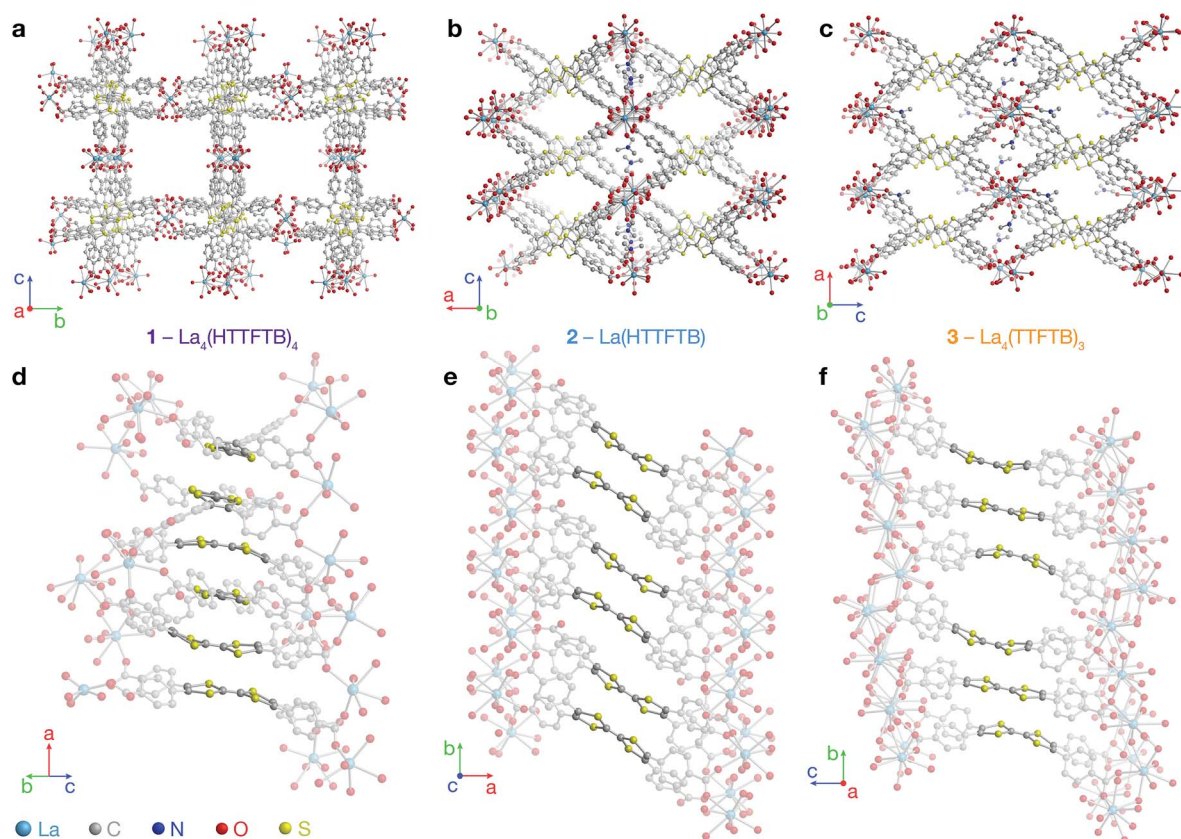 a
b
c
c
a
b
c
a
b
a
b
c
1 – La₄(HTTFTB)₄
2 – La(HTTFTB)
3 – La₄(TTFTB)₃
d
e
f
a
b
c
b
c
a
b
c
a
La
C
N
O
S